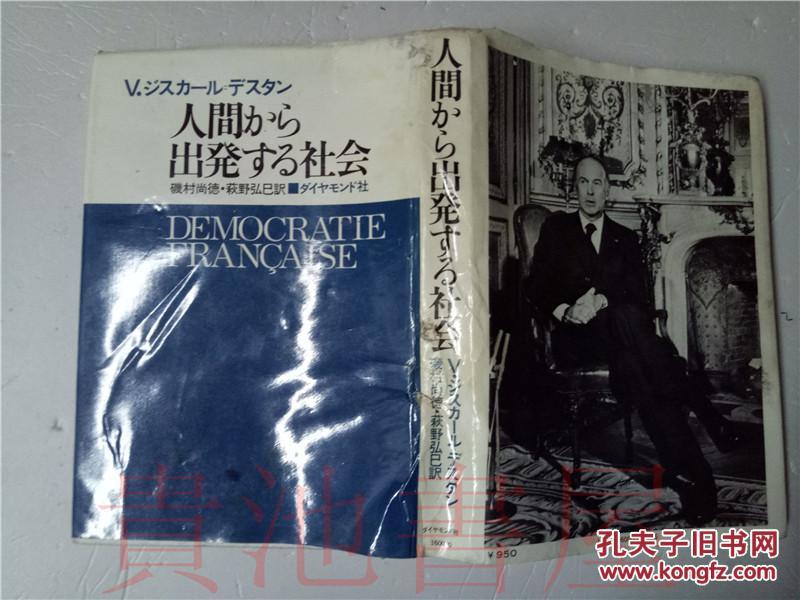 V.ジスカール=デスタン
人間から
出発する社会
磯村尚徳・萩野弘巳訳■ダイヤモンド社
DEMOCRATIE
FRANÇAISE
人間から出発する社会
V.ジスカール=デスタン
磯村尚徳・萩野弘巳訳
ダイヤモンド社
¥950
貴池書屋
孔夫子旧书网
www.kongfz.com